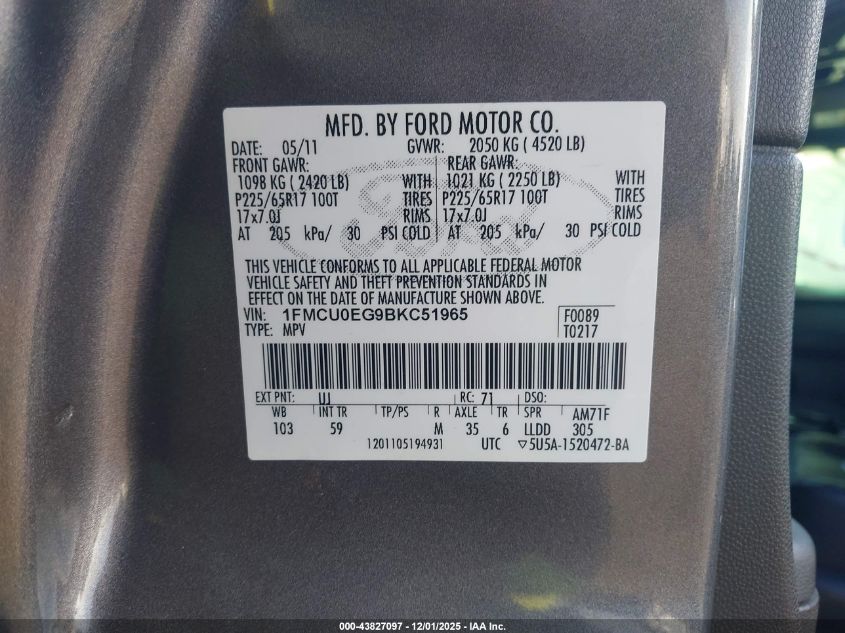 MFD. BY FORD MOTOR CO.
DATE: 05/11 GVWR: 2050 KG ( 4520 LB)
FRONT GAWR: REAR GAWR:
1098 KG ( 2420 LB) WITH 1021 KG ( 2250 LB) WITH
P225/65R17 100T TIRES P225/65R17 100T TIRES
17x7.0J RIMS 17x7.0J RIMS
AT 205 kPa/ 30 PSI COLD AT 205 kPa/ 30 PSI COLD
THIS VEHICLE CONFORMS TO ALL APPLICABLE FEDERAL MOTOR
VEHICLE SAFETY AND THEFT PREVENTION STANDARDS IN
EFFECT ON THE DATE OF MANUFACTURE SHOWN ABOVE.
VIN: 1FMCU0EG9BKC51965 F0089
TYPE: MPV T0217
EXT PNT: UJ RC: 71 DSO:
WB INT TR TP/PS R AXLE TR SPR AM71F
103 59 M 35 6 LLDD 305
1201105194931 UTC ▽5U5A-1520472-BA
000-43827097 - 12/01/2025 - IAA Inc.